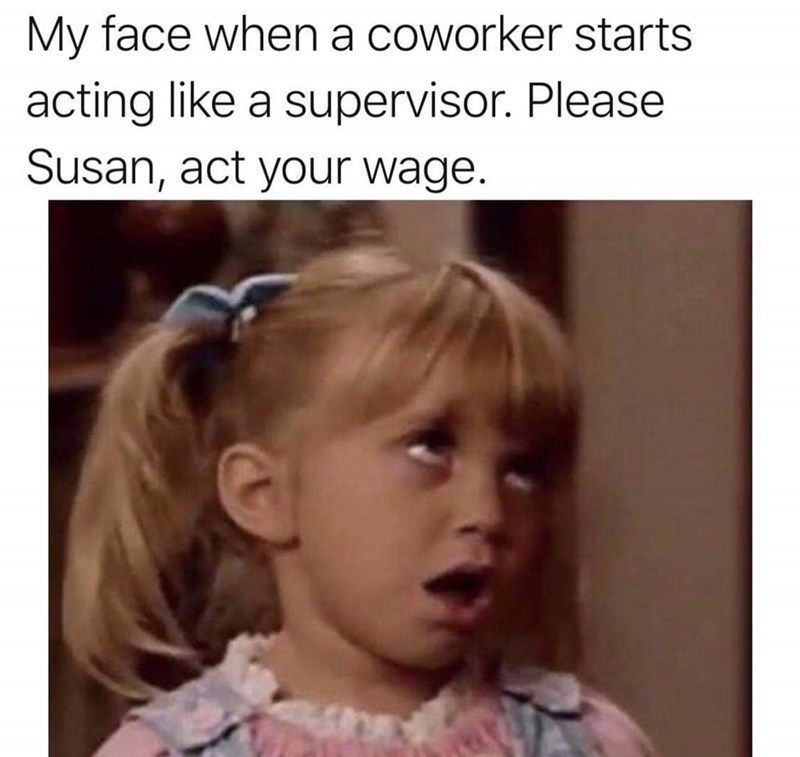 My face when a coworker starts
acting like a supervisor. Please
Susan, act your wage.